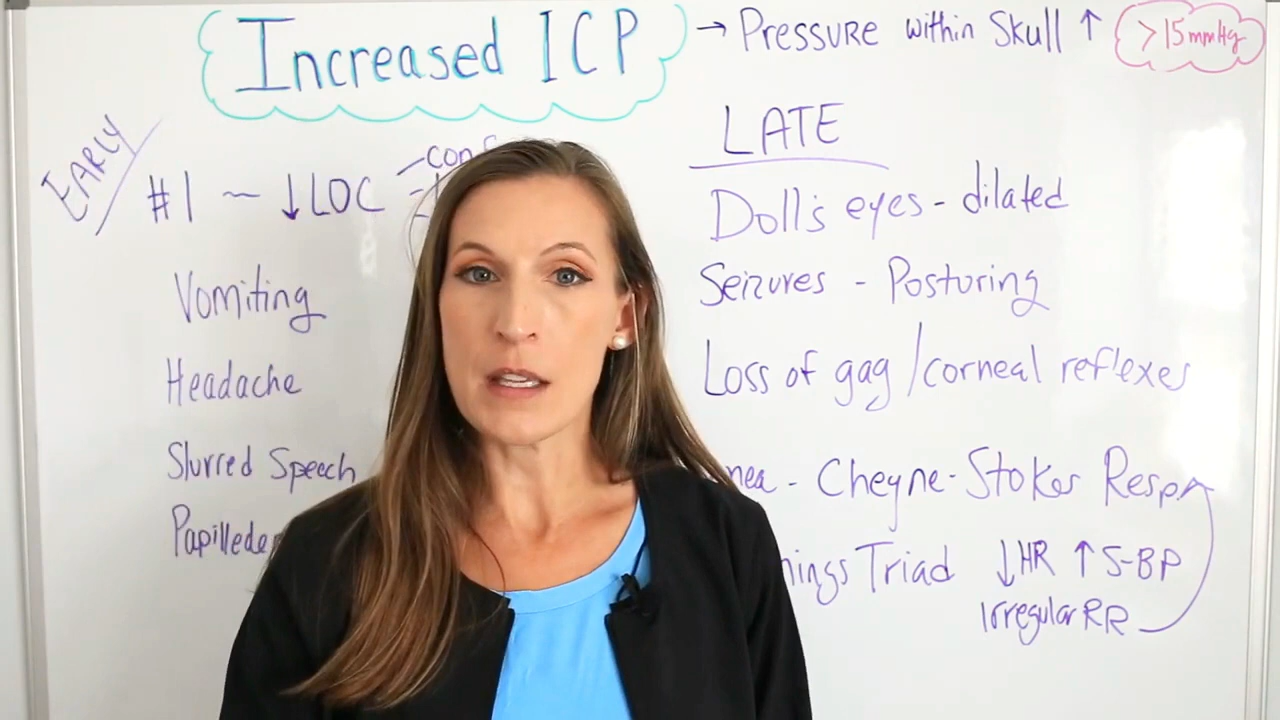 Increased ICP → Pressure within Skull ↑ >15mmHg
EARLY
#1 ~ ↓LOC
Vomiting
Headache
Slurred Speech
LATE
Doll's eyes - dilated
Seizures - Posturing
Loss of gag/corneal reflexes
- Cheyne-Stokes Resp
Triad ↓HR ↑S-BP
Irregular RR